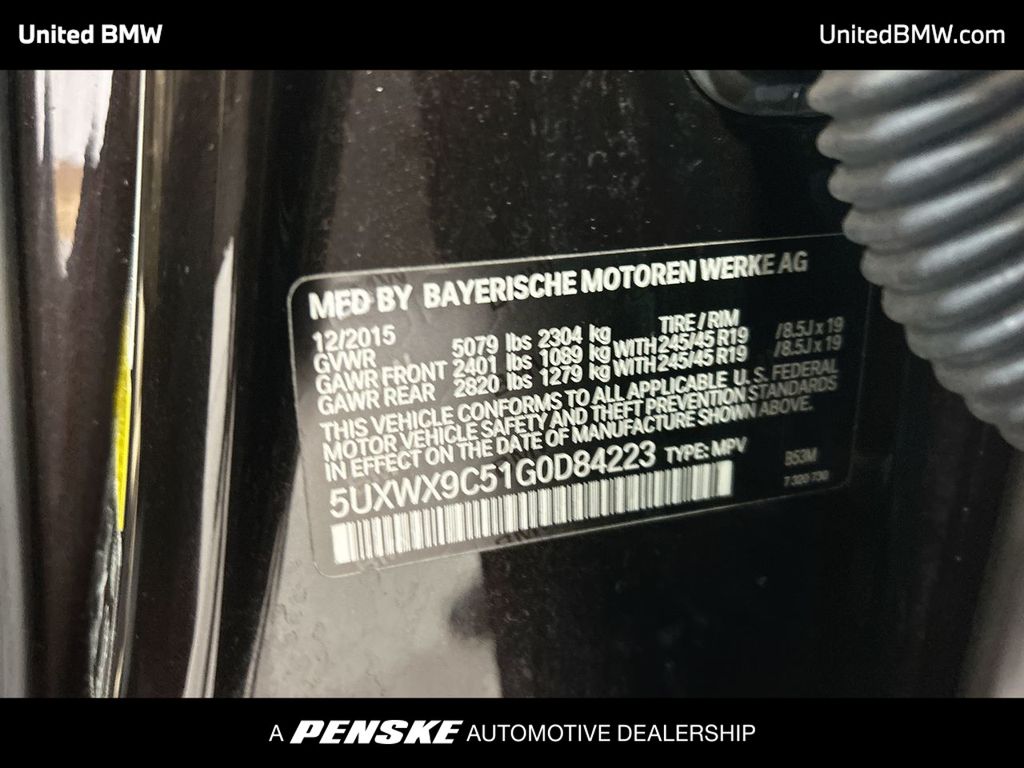 United BMW
UnitedBMW.com
MFD BY BAYERISCHE MOTOREN WERKE AG
12/2015 TIRE / RIM
GVWR 5079 lbs 2304 kg
GAWR FRONT 2401 lbs 1089 kg WITH 245/45 R19 /8.5J x 19
GAWR REAR 2820 lbs 1279 kg WITH 245/45 R19 /8.5J x 19
THIS VEHICLE CONFORMS TO ALL APPLICABLE U. S. FEDERAL
MOTOR VEHICLE SAFETY AND THEFT PREVENTION STANDARDS
IN EFFECT ON THE DATE OF MANUFACTURE SHOWN ABOVE.
5UXWX9C51G0D84223 TYPE: MPV
B53M
7 320 730
A PENSKE AUTOMOTIVE DEALERSHIP